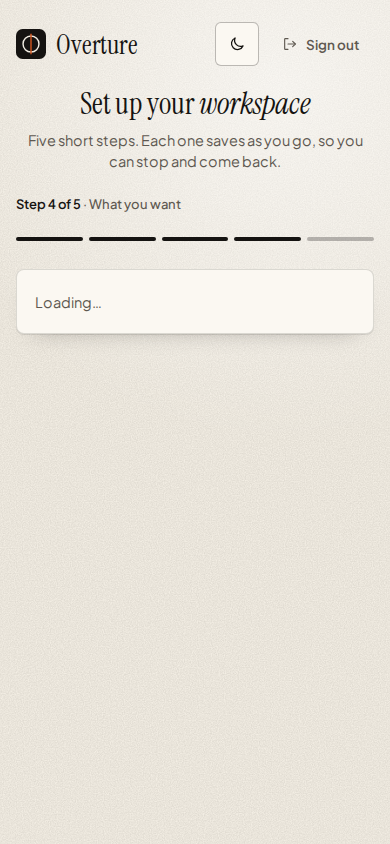 Overture
Sign out
Set up your workspace
Five short steps. Each one saves as you go, so you
can stop and come back.
Step 4 of 5 · What you want
Loading…